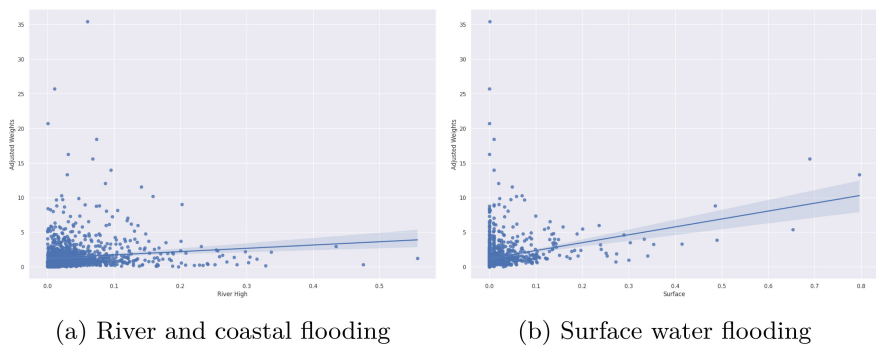 35
30
25
20
15
10
5
0
Adjusted Weights
0.0 0.1 0.2 0.3 0.4 0.5
River High
(a) River and coastal flooding
35
30
25
20
15
10
5
0
Adjusted Weights
0.0 0.1 0.2 0.3 0.4 0.5 0.6 0.7 0.8
Surface
(b) Surface water flooding